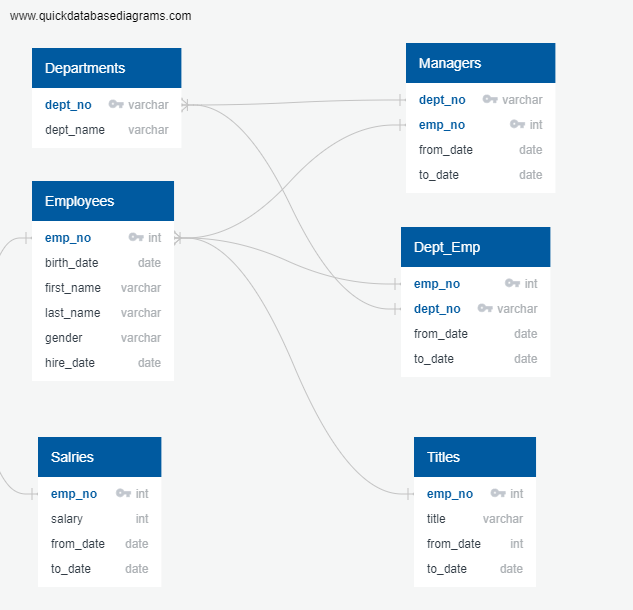 www.quickdatabasediagrams.com
Departments
dept_no varchar
dept_name varchar
Managers
dept_no varchar
emp_no int
from_date date
to_date date
Employees
emp_no int
birth_date date
first_name varchar
last_name varchar
gender varchar
hire_date date
Dept_Emp
emp_no int
dept_no varchar
from_date date
to_date date
Salries
emp_no int
salary int
from_date date
to_date date
Titles
emp_no int
title varchar
from_date int
to_date date